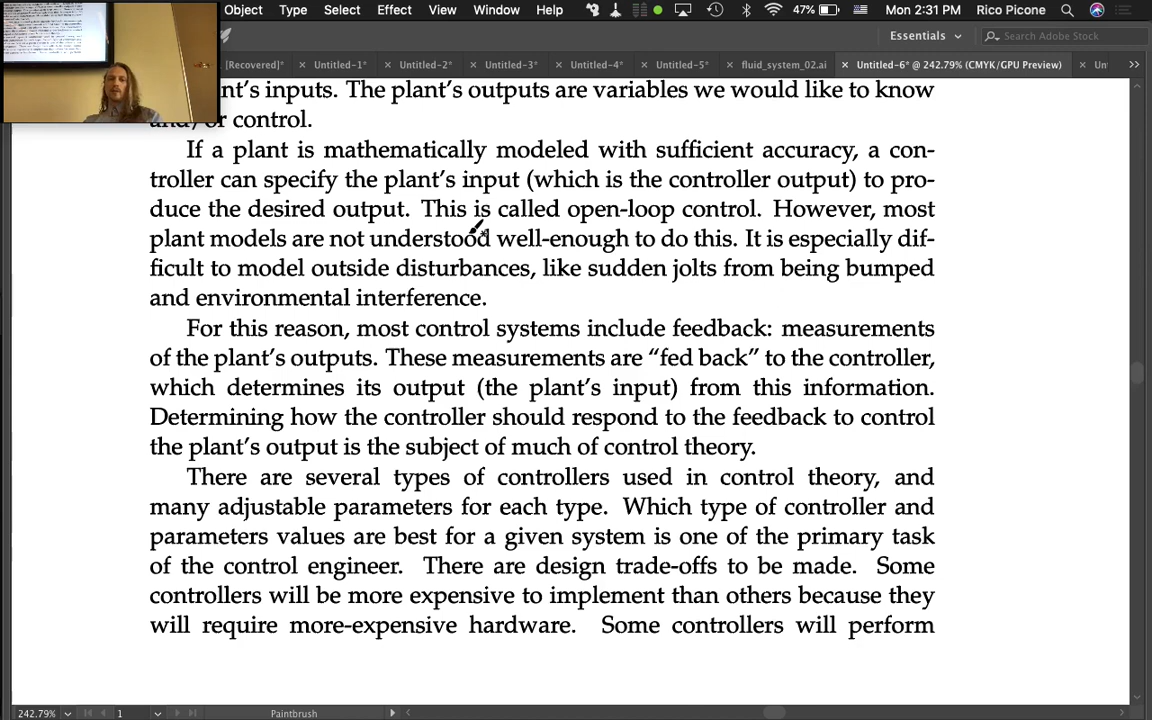 Object Type Select Effect View Window Help 47% Mon 2:31 PM Rico Picone
Essentials Search Adobe Stock
[Recovered]* × Untitled-1* × Untitled-2* × Untitled-3* × Untitled-4* × Untitled-5* × fluid_system_02.ai × Untitled-6* @ 242.79% (CMYK/GPU Preview) × Un
nt's inputs. The plant's outputs are variables we would like to know
and/or control.
If a plant is mathematically modeled with sufficient accuracy, a con-
troller can specify the plant's input (which is the controller output) to pro-
duce the desired output. This is called open-loop control. However, most
plant models are not understood well-enough to do this. It is especially dif-
ficult to model outside disturbances, like sudden jolts from being bumped
and environmental interference.
For this reason, most control systems include feedback: measurements
of the plant's outputs. These measurements are “fed back” to the controller,
which determines its output (the plant's input) from this information.
Determining how the controller should respond to the feedback to control
the plant's output is the subject of much of control theory.
There are several types of controllers used in control theory, and
many adjustable parameters for each type. Which type of controller and
parameters values are best for a given system is one of the primary task
of the control engineer. There are design trade-offs to be made. Some
controllers will be more expensive to implement than others because they
will require more-expensive hardware. Some controllers will perform
242.79% 1 Paintbrush